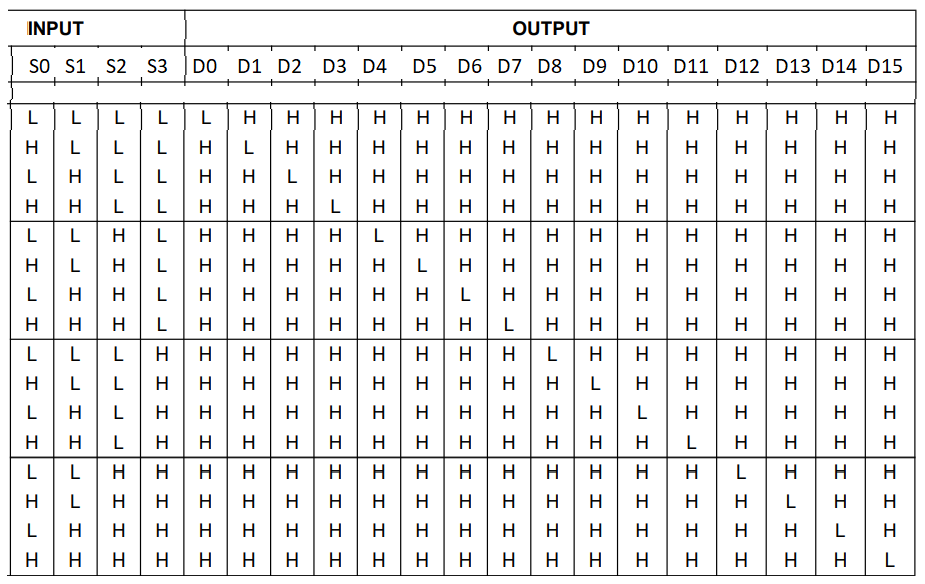 INPUT OUTPUT
S0 S1 S2 S3 D0 D1 D2 D3 D4 D5 D6 D7 D8 D9 D10 D11 D12 D13 D14 D15
L L L L L H H H H H H H H H H H H H H H
H L L L H L H H H H H H H H H H H H H H
L H L L H H L H H H H H H H H H H H H H
H H L L H H H L H H H H H H H H H H H H
L L H L H H H H L H H H H H H H H H H H
H L H L H H H H H L H H H H H H H H H H
L H H L H H H H H H L H H H H H H H H H
H H H L H H H H H H H L H H H H H H H H
L L L H H H H H H H H H L H H H H H H H
H L L H H H H H H H H H H L H H H H H H
L H L H H H H H H H H H H H L H H H H H
H H L H H H H H H H H H H H H L H H H H
L L H H H H H H H H H H H H H H L H H H
H L H H H H H H H H H H H H H H H L H H
L H H H H H H H H H H H H H H H H H L H
H H H H H H H H H H H H H H H H H H H L